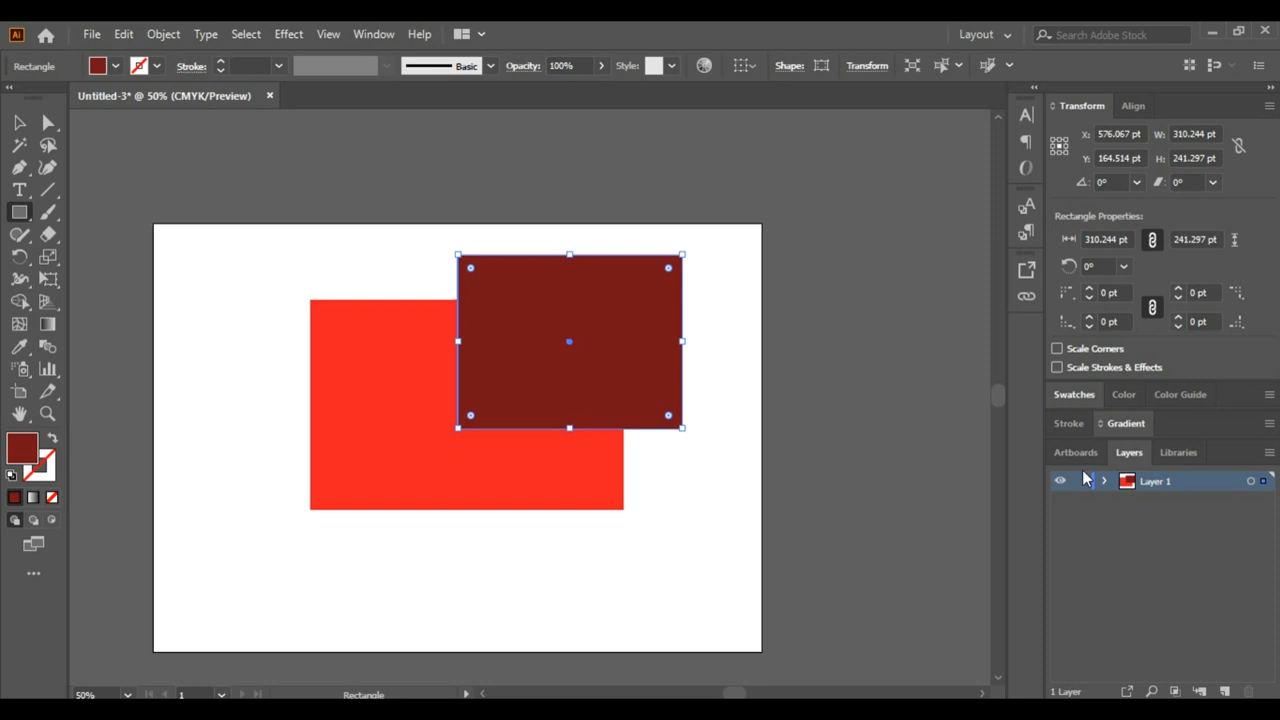 Ai File Edit Object Type Select Effect View Window Help Layout Search Adobe Stock
Rectangle Stroke: Basic Opacity: 100% Style: Shape: Transform
Untitled-3* @ 50% (CMYK/Preview)
Transform Align
X: 576.067 pt W: 310.244 pt
Y: 164.514 pt H: 241.297 pt
0° 0°
Rectangle Properties:
310.244 pt 241.297 pt
0°
0 pt 0 pt
0 pt 0 pt
Scale Corners
Scale Strokes & Effects
Swatches Color Color Guide
Stroke Gradient
Artboards Layers Libraries
Layer 1
50% 1 Rectangle 1 Layer